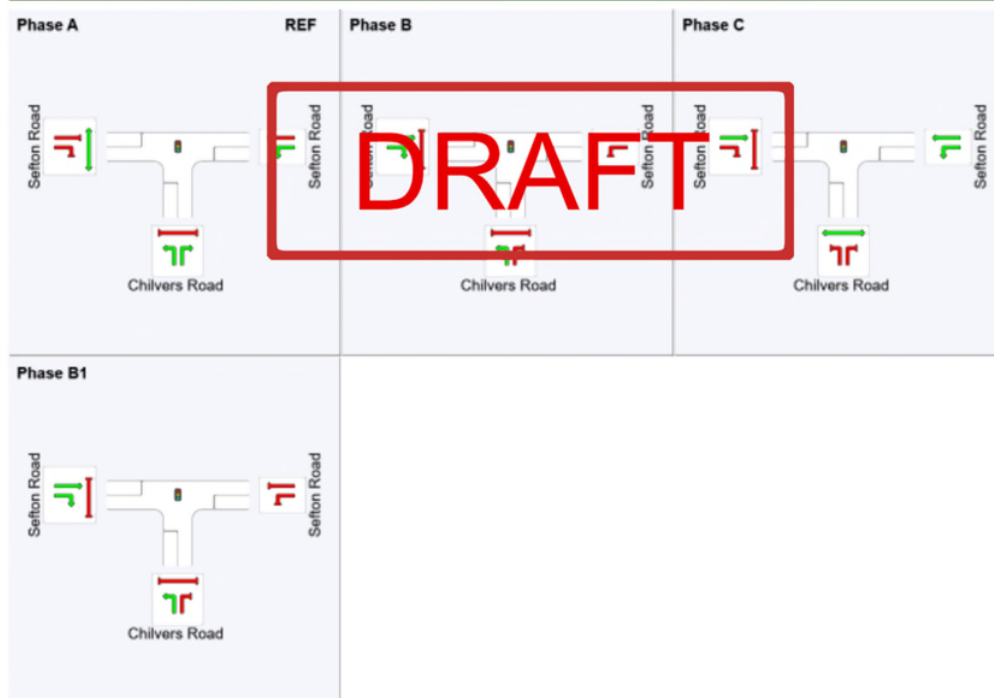 Phase A
REF
Phase B
Phase C
Sefton Road
Sefton Road
Sefton Road
Sefton Road
Sefton Road
Sefton Road
DRAFT
Chilvers Road
Chilvers Road
Chilvers Road
Phase B1
Sefton Road
Sefton Road
Chilvers Road